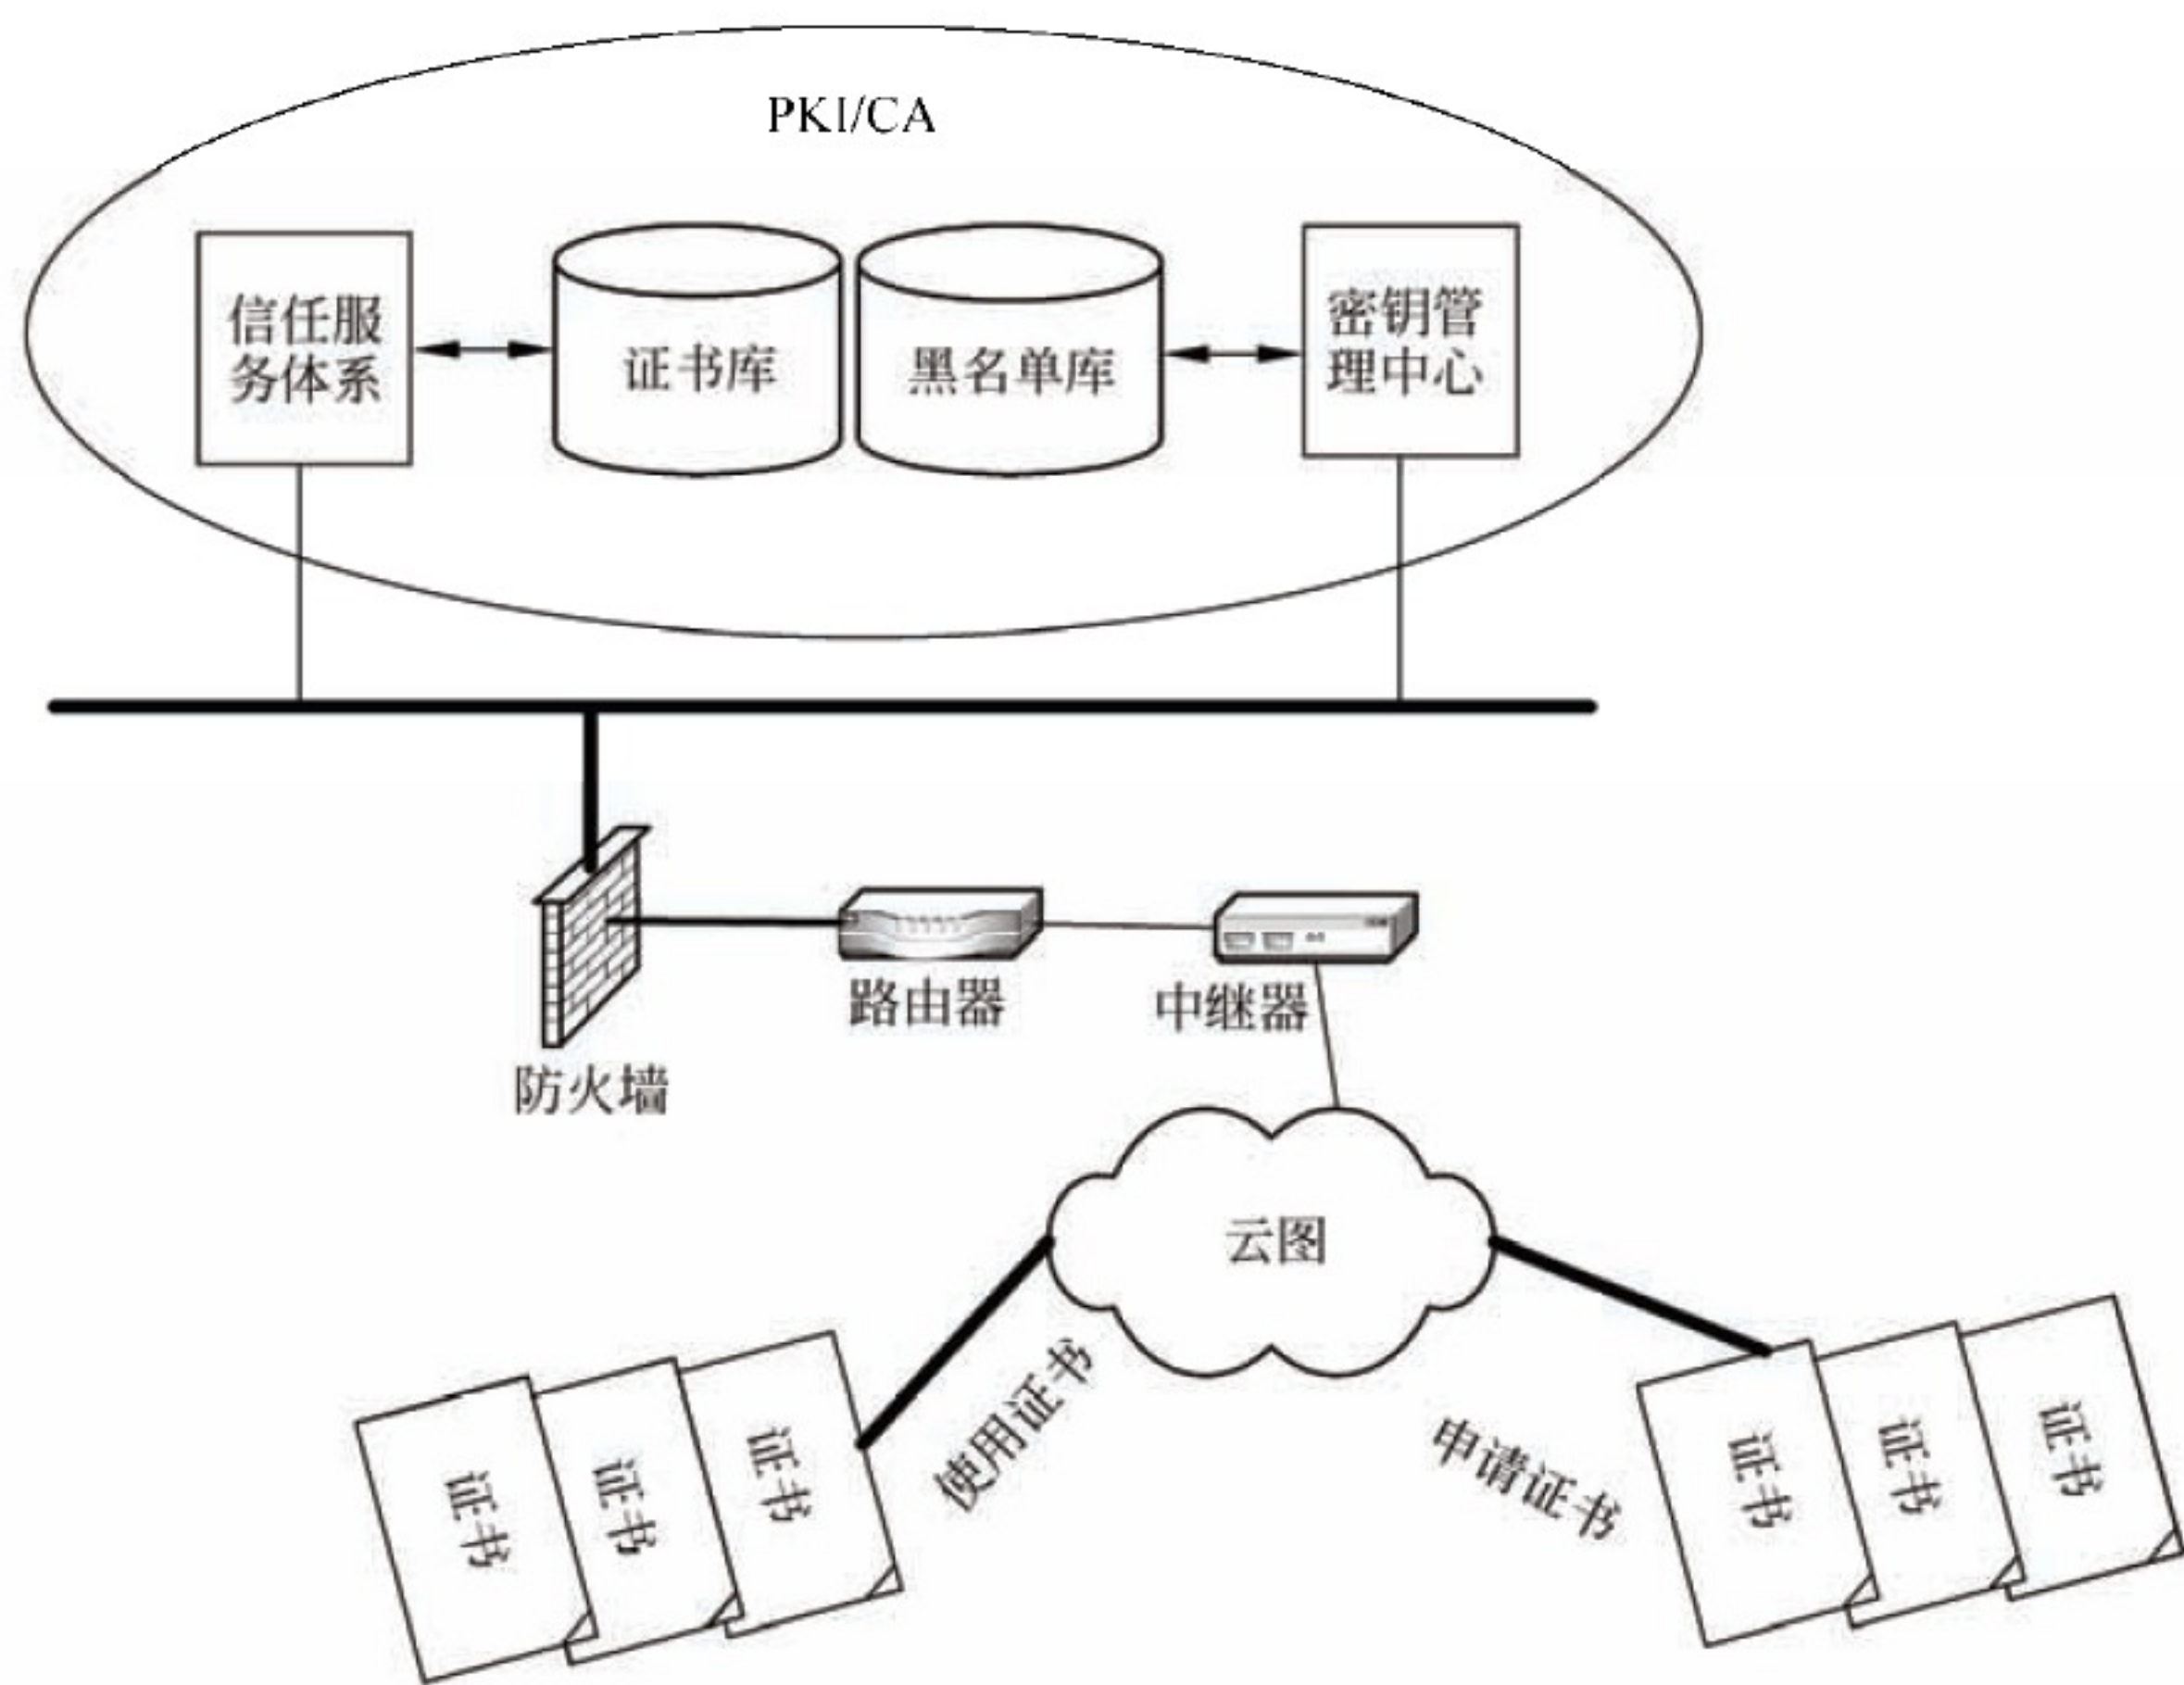 PKI/CA
信任服
务体系
证书库
黑名单库
密钥管
理中心
路由器
中继器
防火墙
云图
使用证书
申请证书
证书
证书
证书
证书
证书
证书